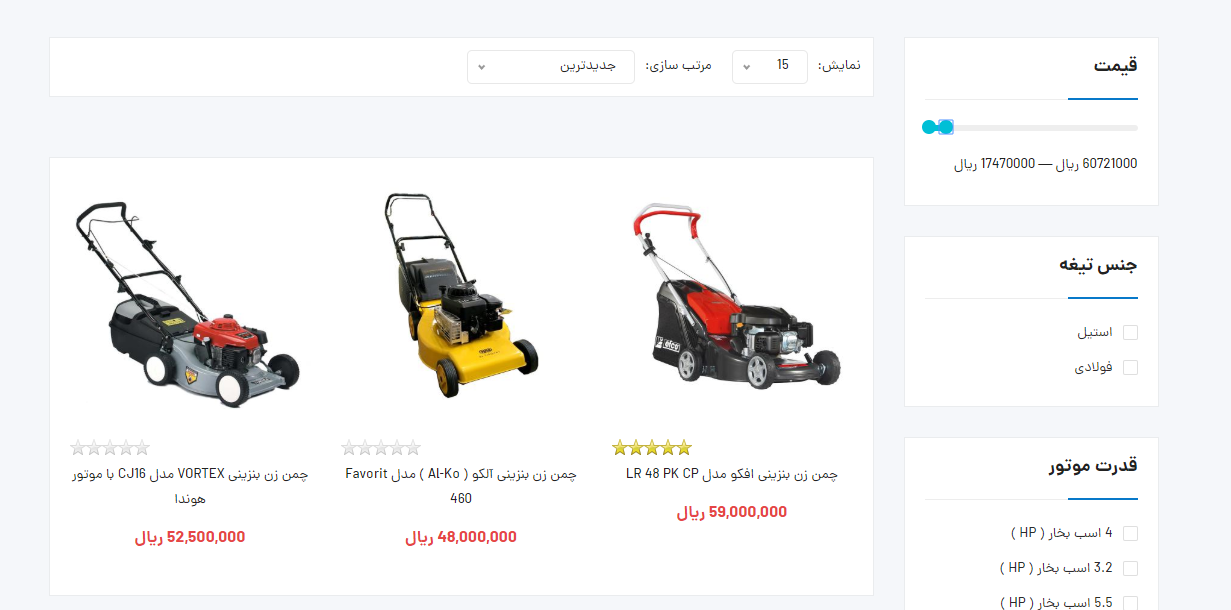 قیمت
60721000 ریال — 17470000 ریال
جنس تیغه
استیل
فولادی
قدرت موتور
4 اسب بخار ( HP )
3.2 اسب بخار ( HP )
5.5 اسب بخار ( HP )
نمایش: 15 مرتب سازی: جدیدترین
efco
چمن زن بنزینی افکو مدل LR 48 PK CP
59,000,000 ریال
چمن زن بنزینی آلکو ( Al-Ko ) مدل Favorit
460
48,000,000 ریال
چمن زن بنزینی VORTEX مدل CJ16 با موتور
هوندا
52,500,000 ریال